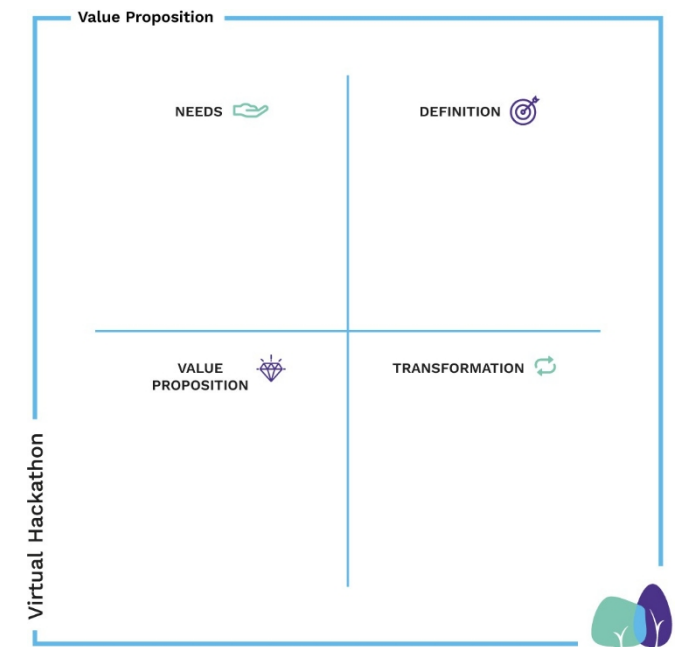 Value Proposition
NEEDS
DEFINITION
VALUE
PROPOSITION
TRANSFORMATION
Virtual Hackathon